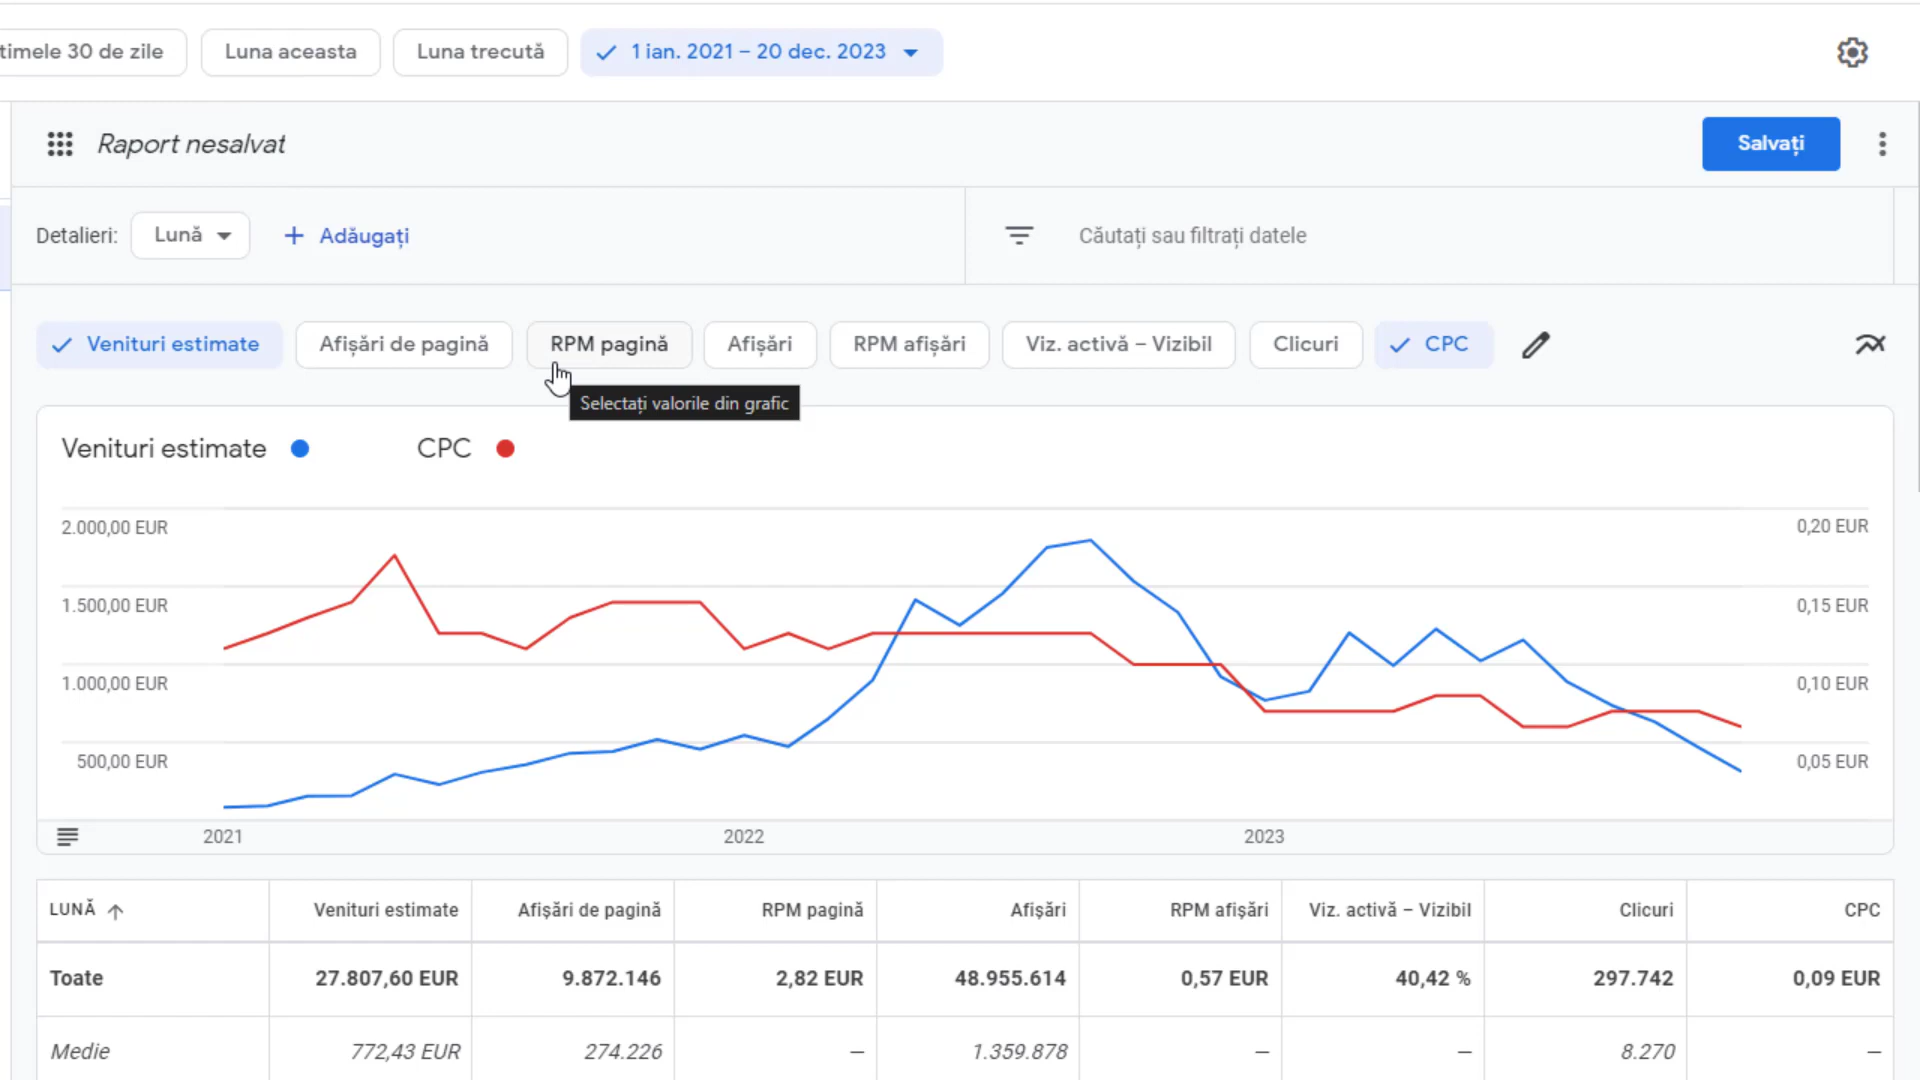 timele 30 de zile
Luna aceasta
Luna trecută
1 ian. 2021 – 20 dec. 2023
Raport nesalvat
Salvați
Detalieri:
Lună
Adăugați
Căutați sau filtrați datele
Venituri estimate
Afișări de pagină
RPM pagină
Afișări
RPM afișări
Viz. activă – Vizibil
Clicuri
CPC
Selectați valorile din grafic
Venituri estimate
CPC
2.000,00 EUR
0,20 EUR
1.500,00 EUR
0,15 EUR
1.000,00 EUR
0,10 EUR
500,00 EUR
0,05 EUR
2021
2022
2023
LUNĂ
Venituri estimate
Afișări de pagină
RPM pagină
Afișări
RPM afișări
Viz. activă – Vizibil
Clicuri
CPC
Toate
27.807,60 EUR
9.872.146
2,82 EUR
48.955.614
0,57 EUR
40,42 %
297.742
0,09 EUR
Medie
772,43 EUR
274.226
—
1.359.878
—
—
8.270
—